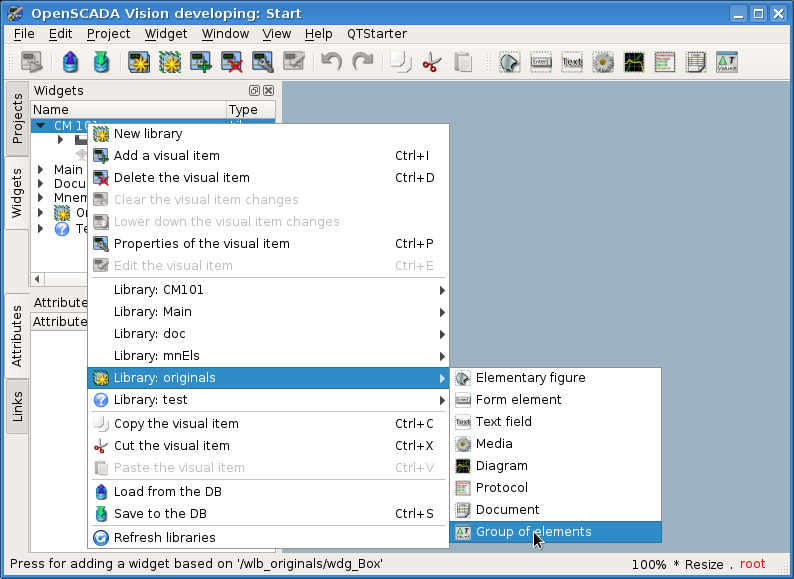 OpenSCADA Vision developing: Start
File Edit Project Widget Window View Help QTStarter
Widgets
Name Type
Projects
Widgets
Attributes
Links
CM 101
Main
Docu
Mnem
Or
Te
Attribute
Attribute
New library
Add a visual item Ctrl+I
Delete the visual item Ctrl+D
Clear the visual item changes
Lower down the visual item changes
Properties of the visual item Ctrl+P
Edit the visual item Ctrl+E
Library: CM101
Library: Main
Library: doc
Library: mnEls
Library: originals
Library: test
Copy the visual item Ctrl+C
Cut the visual item Ctrl+X
Paste the visual item Ctrl+V
Load from the DB
Save to the DB Ctrl+S
Refresh libraries
Elementary figure
Form element
Text field
Media
Diagram
Protocol
Document
Group of elements
Press for adding a widget based on '/wlb_originals/wdg_Box'
100% * Resize . root